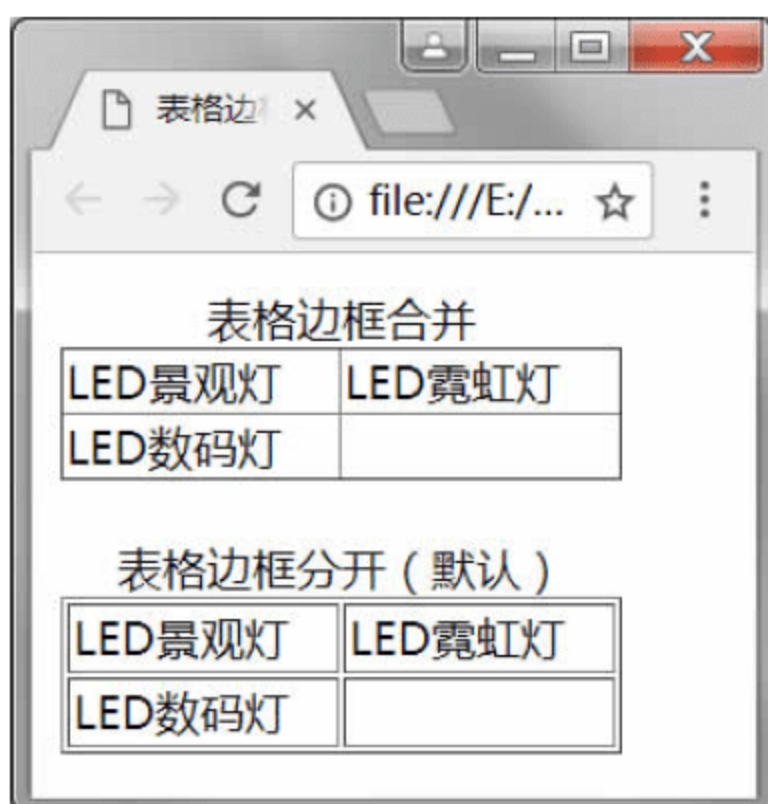 表格边
file:///E:/...
表格边框合并
LED景观灯 LED霓虹灯
LED数码灯
表格边框分开（默认）
LED景观灯 LED霓虹灯
LED数码灯